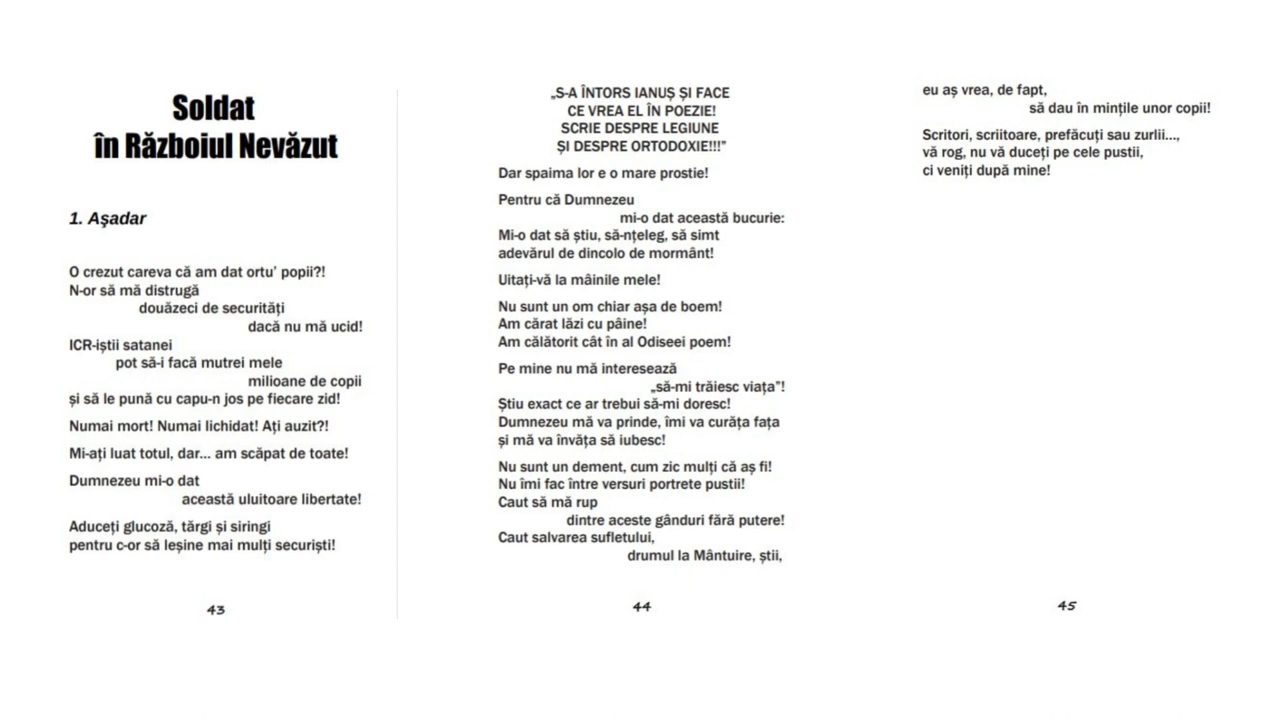 Soldat
în Războiul Nevăzut
1. Așadar
O crezut careva că am dat ortu’ popii?!
N-or să mă distrugă
douăzeci de securități
dacă nu mă ucid!
ICR-iștii satanei
pot să-i facă mutrei mele
milioane de copii
și să le pună cu capu-n jos pe fiecare zid!
Numai mort! Numai lichidat! Ați auzit?!
Mi-ați luat totul, dar... am scăpat de toate!
Dumnezeu mi-o dat
această uluitoare libertate!
Aduceți glucoză, tărgi și siringi
pentru c-or să leșine mai mulți securiști!
43
„S-A ÎNTORS IANUȘ ȘI FACE
CE VREA EL ÎN POEZIE!
SCRIE DESPRE LEGIUNE
ȘI DESPRE ORTODOXIE!!!”
Dar spaima lor e o mare prostie!
Pentru că Dumnezeu
mi-o dat această bucurie:
Mi-o dat să știu, să-nțeleg, să simt
adevărul de dincolo de mormânt!
Uitați-vă la mâinile mele!
Nu sunt un om chiar așa de boem!
Am cărat lăzi cu pâine!
Am călătorit cât în al Odiseei poem!
Pe mine nu mă interesează
„să-mi trăiesc viața”!
Știu exact ce ar trebui să-mi doresc!
Dumnezeu mă va prinde, îmi va curăța fața
și mă va învăța să iubesc!
Nu sunt un dement, cum zic mulți că aș fi!
Nu îmi fac între versuri portrete pustii!
Caut să mă rup
dintre aceste gânduri fără putere!
Caut salvarea sufletului,
drumul la Mântuire, știi,
44
eu aș vrea, de fapt,
să dau în mințile unor copii!
Scritori, scriitoare, prefăcuți sau zurlii...,
vă rog, nu vă duceți pe cele pustii,
ci veniți după mine!
45